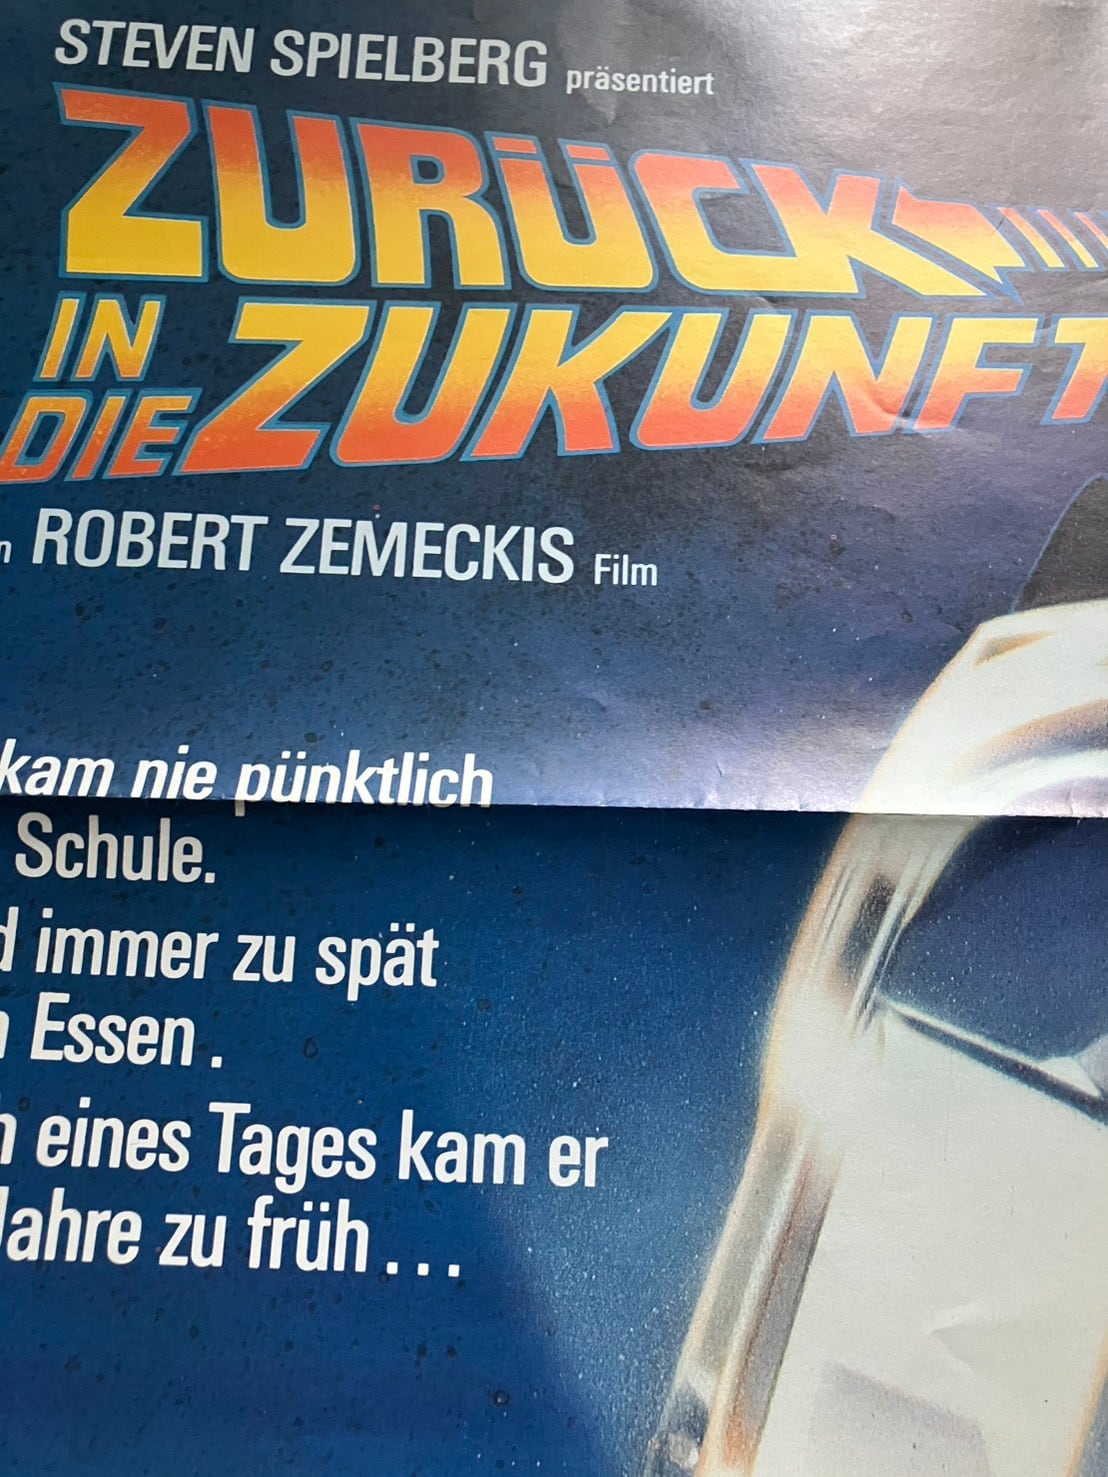 STEVEN SPIELBERG präsentiert
ZURÜCK
IN
DIE ZUKUNFT
ROBERT ZEMECKIS Film
kam nie pünktlich
Schule.
immer zu spät
Essen.
eines Tages kam er
Jahre zu früh...